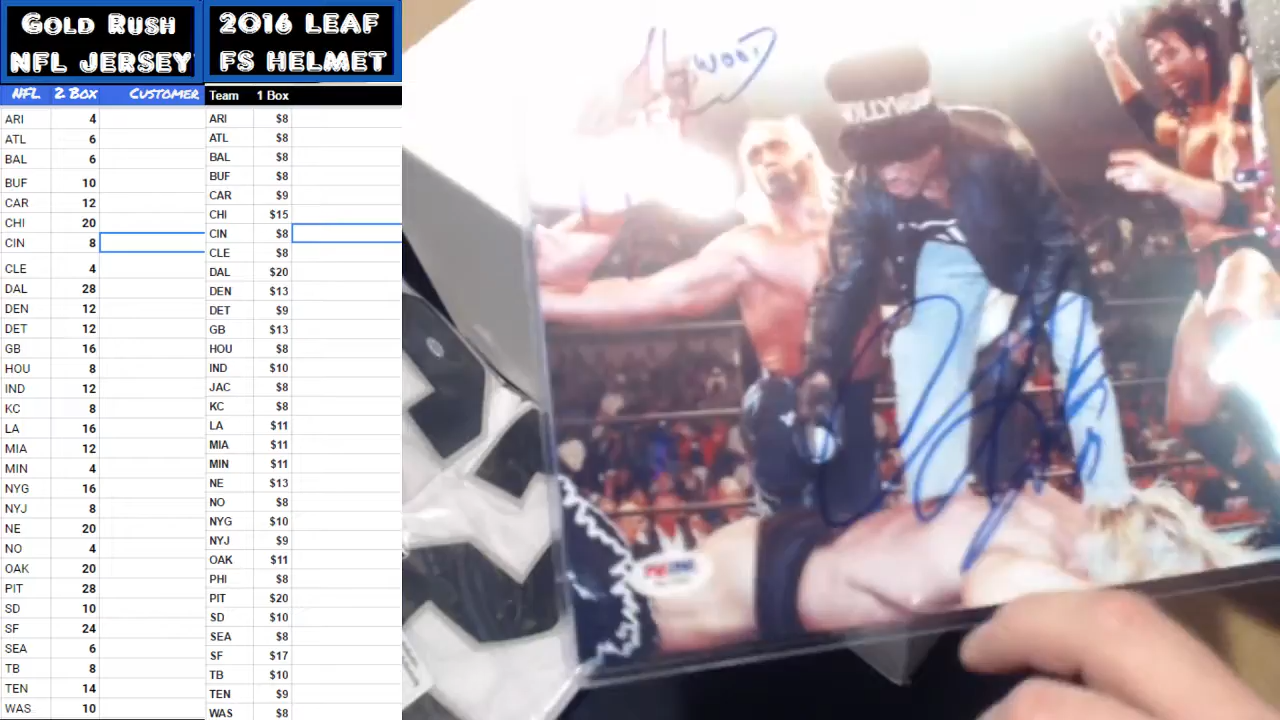 GOLD RUSH
NFL JERSEY
NFL 2 BOX CUSTOMER
ARI 4
ATL 6
BAL 6
BUF 10
CAR 12
CHI 20
CIN 8
CLE 4
DAL 28
DEN 12
DET 12
GB 16
HOU 8
IND 12
KC 8
LA 16
MIA 12
MIN 4
NYG 16
NYJ 8
NE 20
NO 4
OAK 20
PIT 28
SD 10
SF 24
SEA 6
TB 8
TEN 14
WAS 10
2016 LEAF
FS HELMET
Team 1 Box
ARI $8
ATL $8
BAL $8
BUF $8
CAR $9
CHI $15
CIN $8
CLE $8
DAL $20
DEN $13
DET $9
GB $13
HOU $8
IND $10
JAC $8
KC $8
LA $11
MIA $11
MIN $11
NE $13
NO $8
NYG $10
NYJ $9
OAK $11
PHI $8
PIT $20
SD $10
SEA $8
SF $17
TB $10
TEN $9
WAS $8